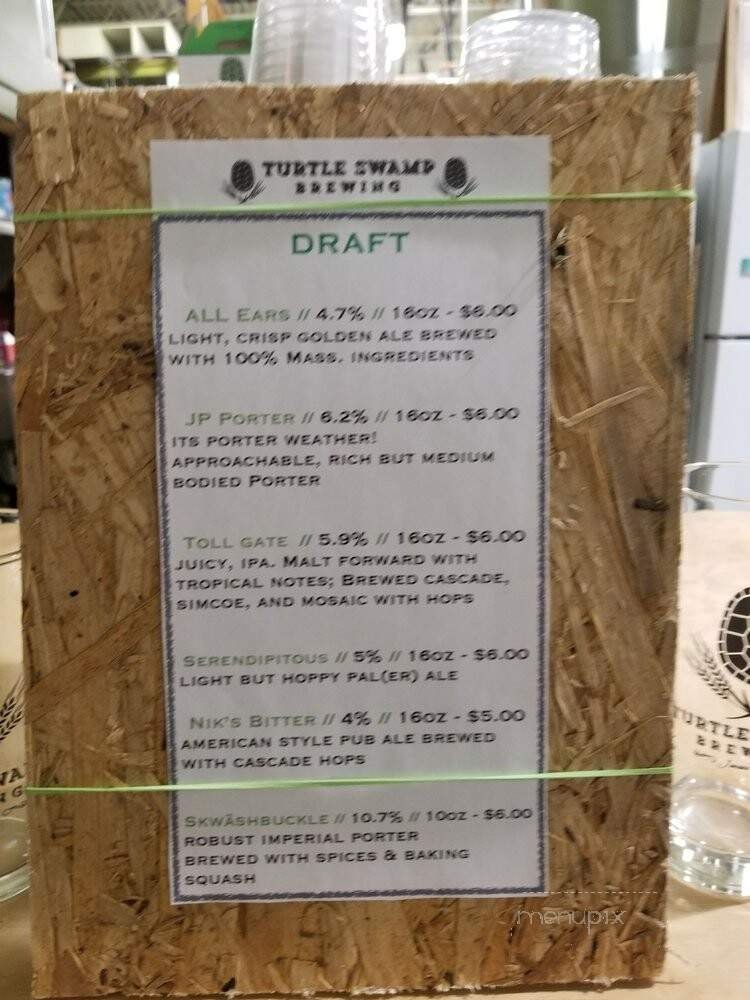 TURTLE SWAMP
BREWING
DRAFT
ALL EARS // 4.7% // 16OZ - $6.00
LIGHT, CRISP GOLDEN ALE BREWED
WITH 100% MASS. INGREDIENTS
JP PORTER // 6.2% // 16OZ - $6.00
ITS PORTER WEATHER!
APPROACHABLE, RICH BUT MEDIUM
BODIED PORTER
TOLL GATE // 5.9% // 16OZ - $6.00
JUICY, IPA. MALT FORWARD WITH
TROPICAL NOTES; BREWED CASCADE,
SIMCOE, AND MOSAIC WITH HOPS
SERENDIPITOUS // 5% // 16OZ - $6.00
LIGHT BUT HOPPY PAL(ER) ALE
NIK'S BITTER // 4% // 16OZ - $5.00
AMERICAN STYLE PUB ALE BREWED
WITH CASCADE HOPS
SKWÃSHBUCKLE // 10.7% // 10OZ - $6.00
ROBUST IMPERIAL PORTER
BREWED WITH SPICES & BAKING
SQUASH
menupix